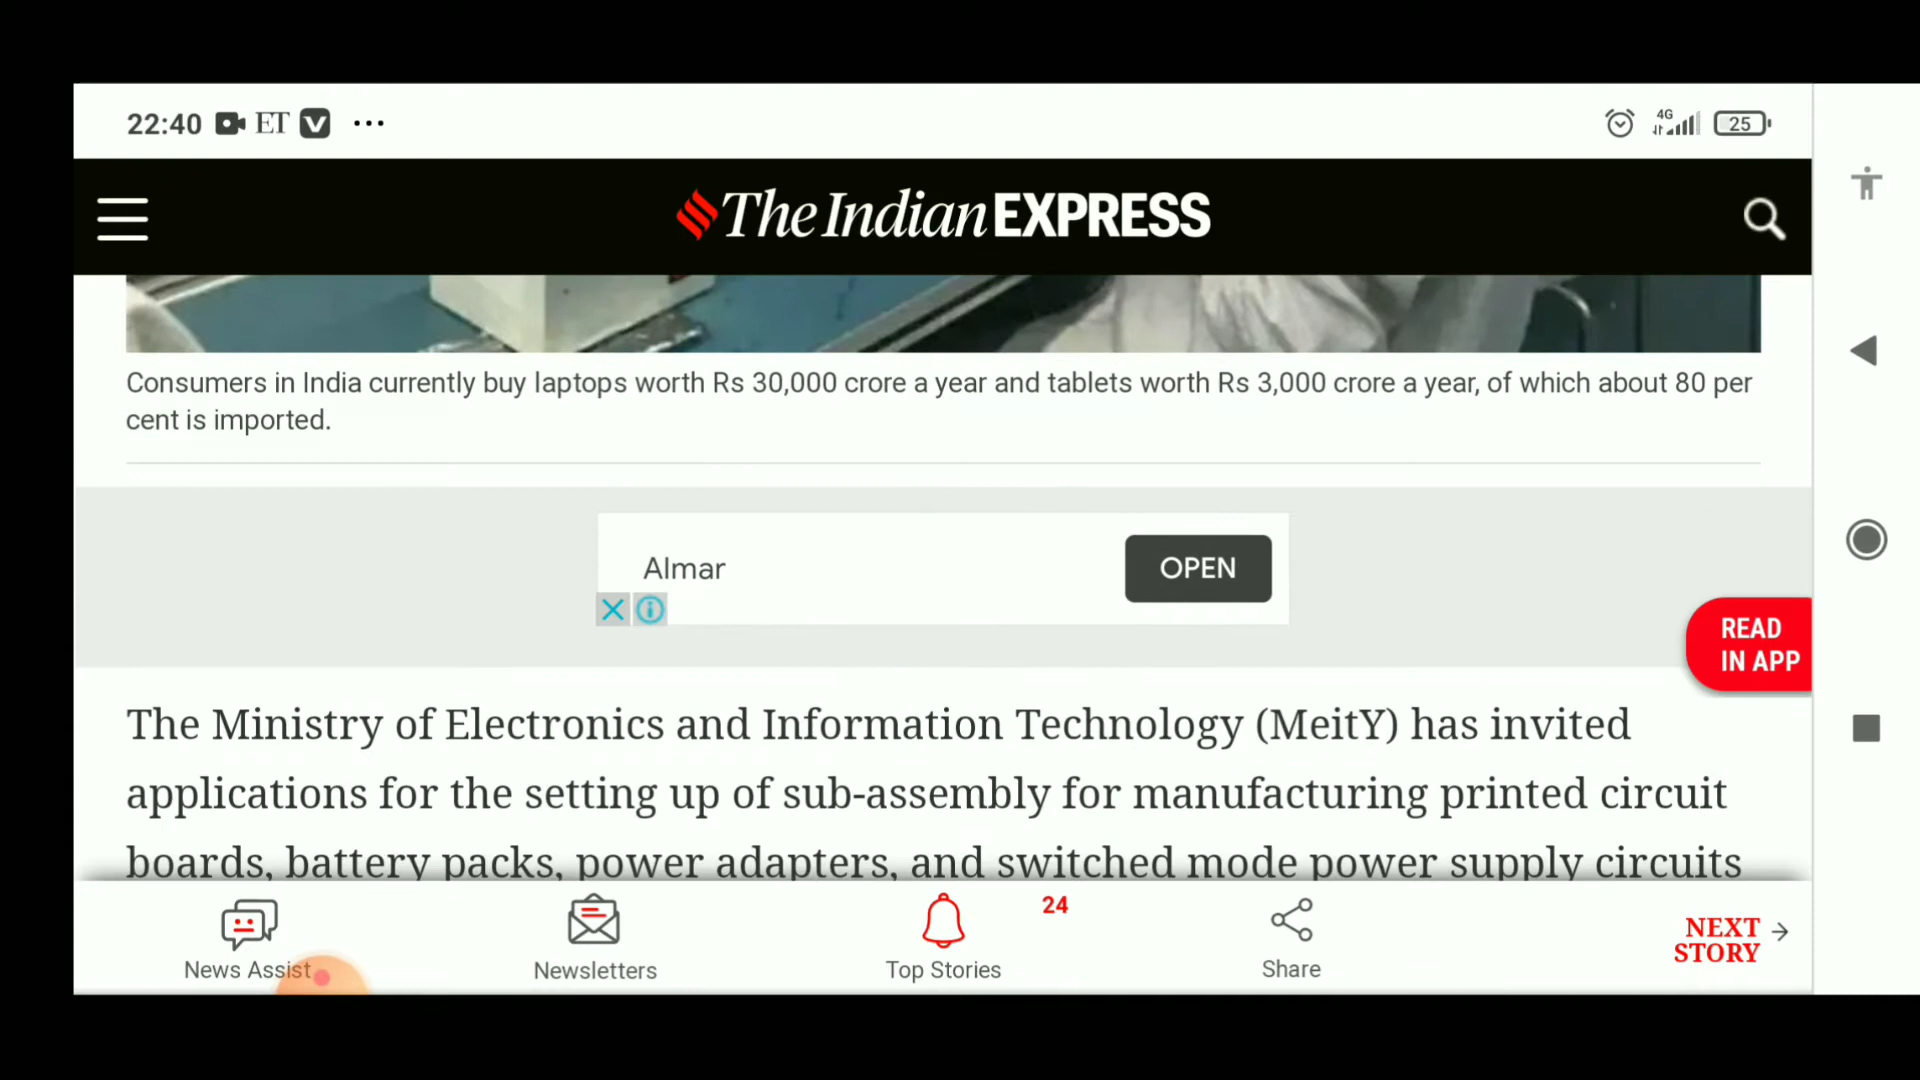 22:40 ET 4G 25
The Indian EXPRESS
Consumers in India currently buy laptops worth Rs 30,000 crore a year and tablets worth Rs 3,000 crore a year, of which about 80 per
cent is imported.
Almar
OPEN
READ
IN APP
The Ministry of Electronics and Information Technology (MeitY) has invited
applications for the setting up of sub-assembly for manufacturing printed circuit
boards, battery packs, power adapters, and switched mode power supply circuits
24
News Assist
Newsletters
Top Stories
Share
NEXT
STORY